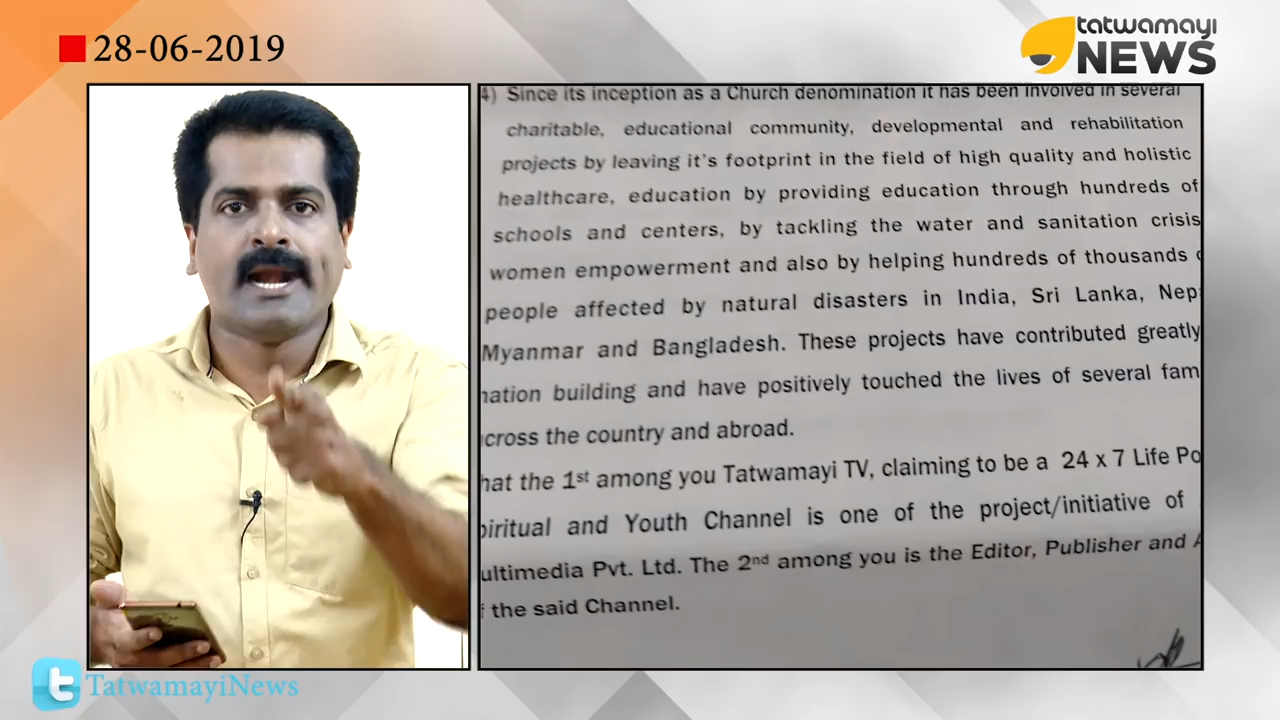 28-06-2019
tatwamayi
NEWS
4) Since its inception as a Church denomination it has been involved in several
charitable, educational community, developmental and rehabilitation
projects by leaving it's footprint in the field of high quality and holistic
healthcare, education by providing education through hundreds of
schools and centers, by tackling the water and sanitation crisis
women empowerment and also by helping hundreds of thousands
people affected by natural disasters in India, Sri Lanka, Nep
Myanmar and Bangladesh. These projects have contributed greatly
nation building and have positively touched the lives of several fam
cross the country and abroad.
hat the 1st among you Tatwamayi TV, claiming to be a 24 x 7 Life Po
piritual and Youth Channel is one of the project/initiative of
ultimedia Pvt. Ltd. The 2nd among you is the Editor, Publisher and A
f the said Channel.
TatwamayiNews